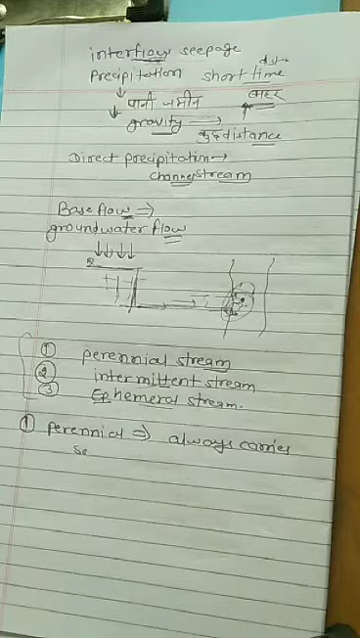 interflow seepage
precipitation short time
↓ पानी जमीन बाहर
gravity → कुछ distance
Direct precipitation →
channel stream
Base flow ⇒
groundwater flow
① perennial stream
② intermittent stream
③ Ephemeral stream.
① perennial ⇒ always carries
se